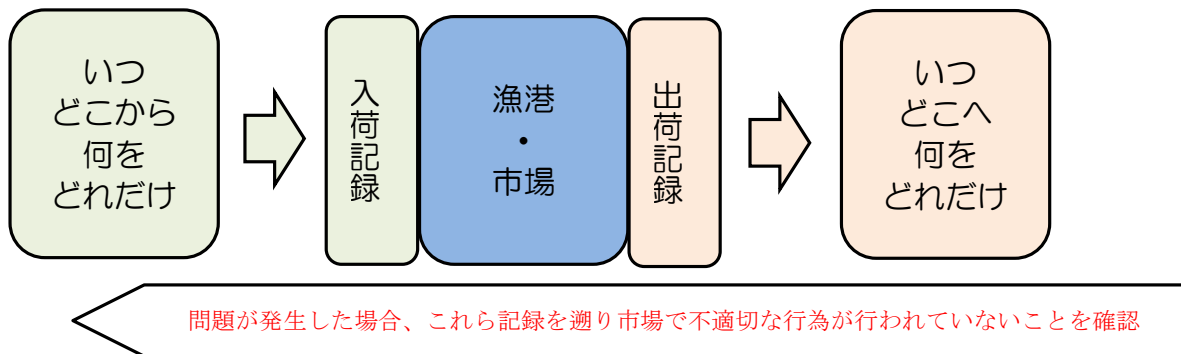 いつ
どこから
何を
どれだけ
入荷記録
漁港
・
市場
出荷記録
いつ
どこへ
何を
どれだけ
問題が発生した場合、これら記録を遡り市場で不適切な行為が行われていないことを確認